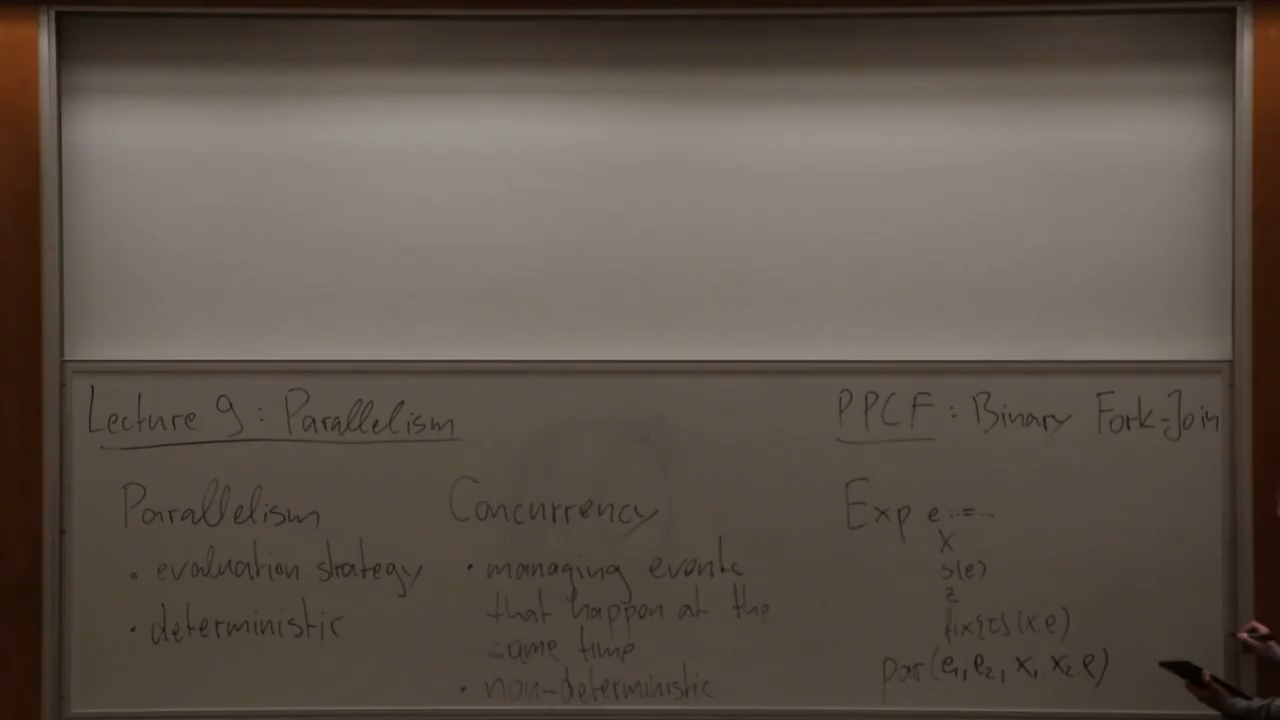 Lecture 9: Parallelism
Parallelism
• evaluation strategy
• deterministic
Concurrency
• managing events
that happen at the
same time
• non-deterministic
PPCF: Binary Fork-Join
Exp e ::= ...
x
s(e)
z
fix{τ}(x.e)
par(e₁, e₂; x₁.x₂.e)